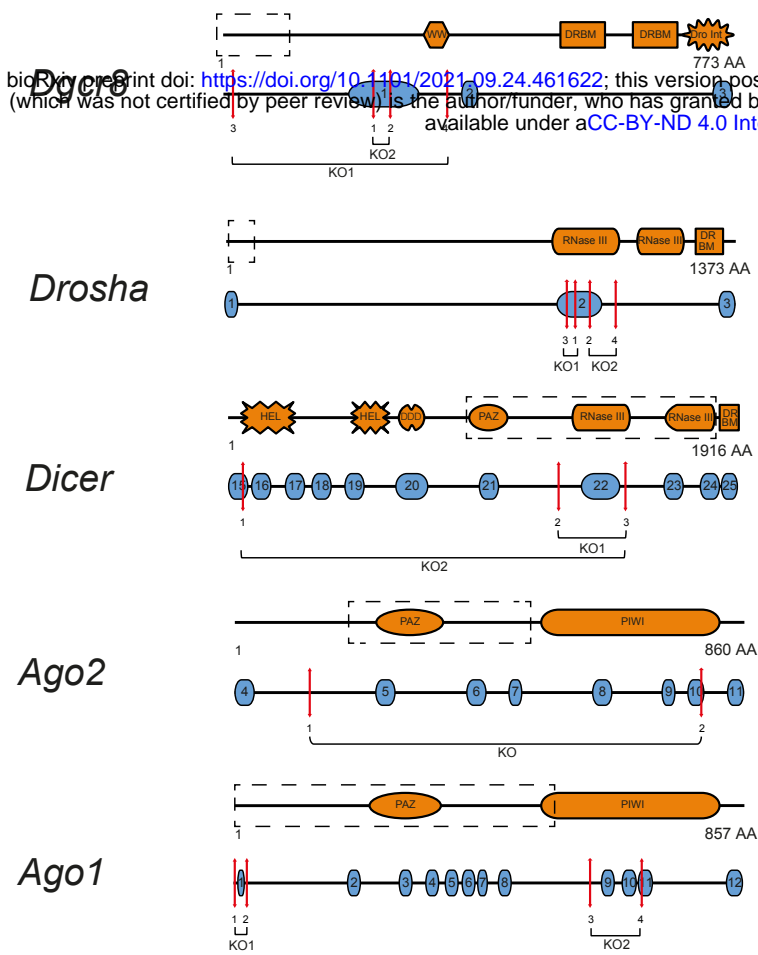 WW DRBM DRBM Dro Int
1 773 AA
bioRxiv preprint doi: https://doi.org/10.1101/2021.09.24.461622; this version pos
Dgcr8
(which was not certified by peer review) is the author/funder, who has granted b
available under aCC-BY-ND 4.0 Inte
1 2 3
3 1 2 4
KO2
KO1
RNase III RNase III DR BM
1 1373 AA
Drosha
1 2 3
3 1 2 4
KO1 KO2
HEL HEL DDD PAZ RNase III RNase III DR BM
1 1916 AA
Dicer
15 16 17 18 19 20 21 22 23 24 25
1 2 3
KO1
KO2
PAZ PIWI
1 860 AA
Ago2
4 5 6 7 8 9 10 11
1 2
KO
PAZ PIWI
1 857 AA
Ago1
1 2 3 4 5 6 7 8 9 10 11 12
1 2 3 4
KO1 KO2